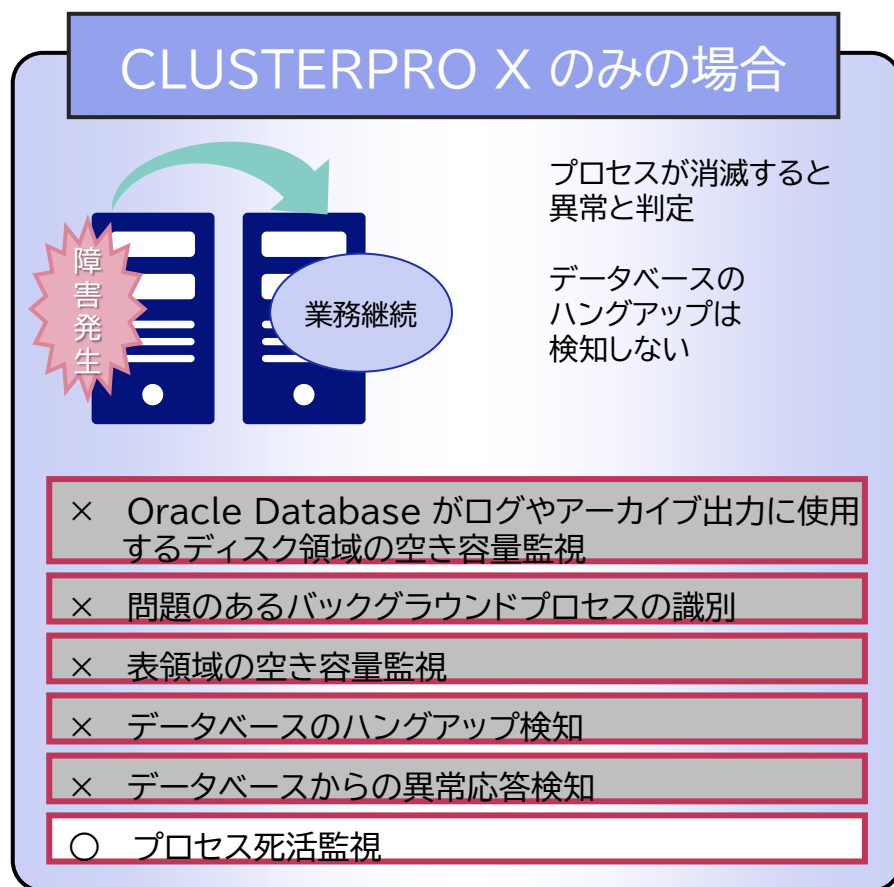 CLUSTERPRO X のみの場合
プロセスが消滅すると
異常と判定
データベースの
ハングアップは
検知しない
障害発生
業務継続
× Oracle Database がログやアーカイブ出力に使用
するディスク領域の空き容量監視
× 問題のあるバックグラウンドプロセスの識別
× 表領域の空き容量監視
× データベースのハングアップ検知
× データベースからの異常応答検知
○ プロセス死活監視